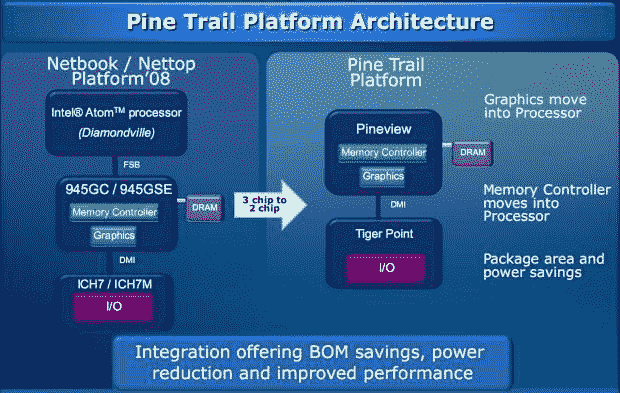 Pine Trail Platform Architecture
Netbook / Nettop
Platform'08
Intel® Atom™ processor
(Diamondville)
FSB
945GC / 945GSE
Memory Controller
Graphics
DRAM
DMI
ICH7 / ICH7M
I/O
3 chip to
2 chip
Pine Trail
Platform
Pineview
Memory Controller
Graphics
DRAM
DMI
Tiger Point
I/O
Graphics move
into Processor
Memory Controller
moves into
Processor
Package area and
power savings
Integration offering BOM savings, power
reduction and improved performance